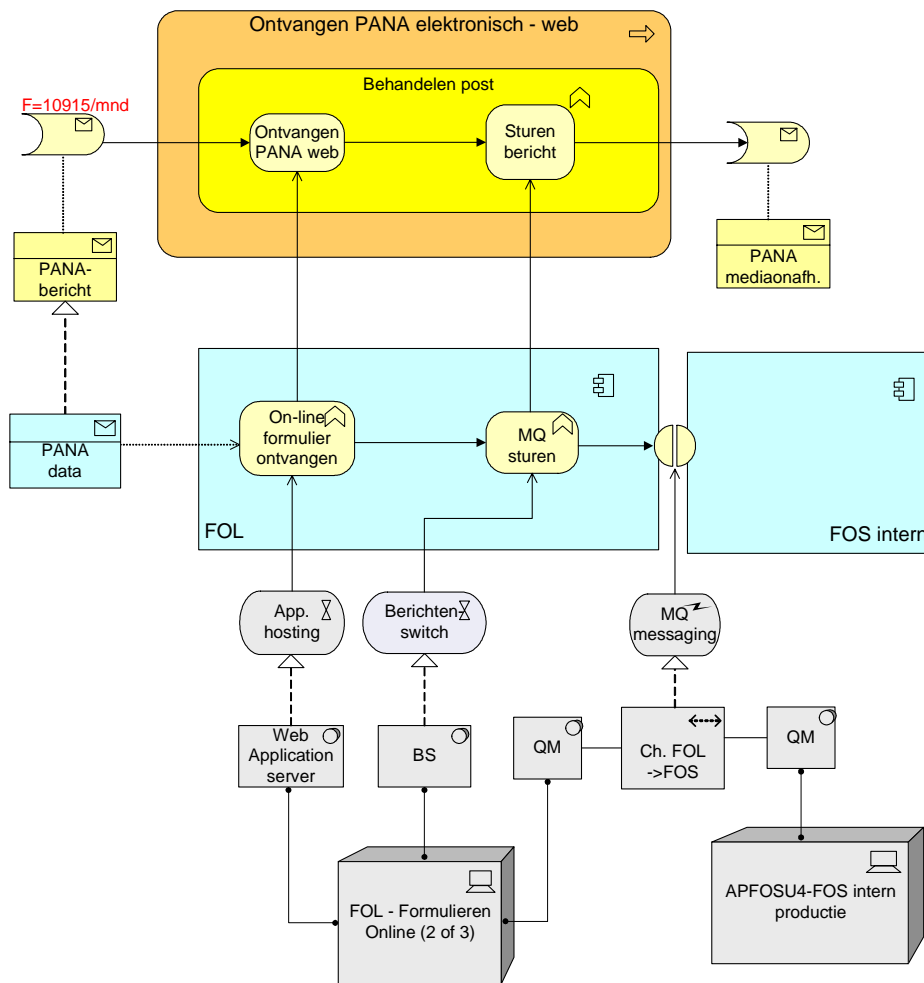 Ontvangen PANA elektronisch - web
Behandelen post
F=10915/mnd
Ontvangen
PANA web
Sturen
bericht
PANA-
bericht
PANA
mediaonafh.
On-line
formulier
ontvangen
MQ
sturen
PANA
data
FOL
FOS intern
App.
hosting
Berichten-
switch
MQ
messaging
Web
Application
server
BS
QM
Ch. FOL
->FOS
QM
FOL - Formulieren
Online (2 of 3)
APFOSU4-FOS intern
productie